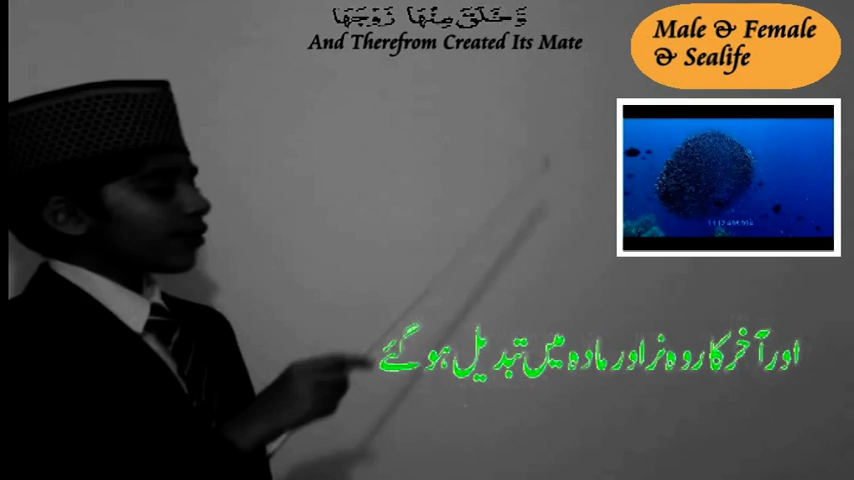 وَخَلَقَ مِنْهَا زَوْجَهَا
And Therefrom Created Its Mate
Male & Female
& Sealife
اور آخر کار وہ نر اور مادہ میں تبدیل ہو گئے